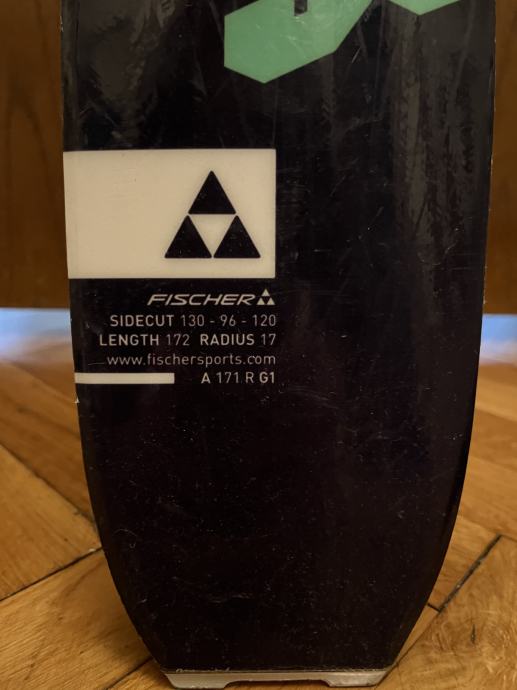 FISCHER
SIDECUT 130 - 96 - 120
LENGTH 172 RADIUS 17
www.fischersports.com
A 171 R G1